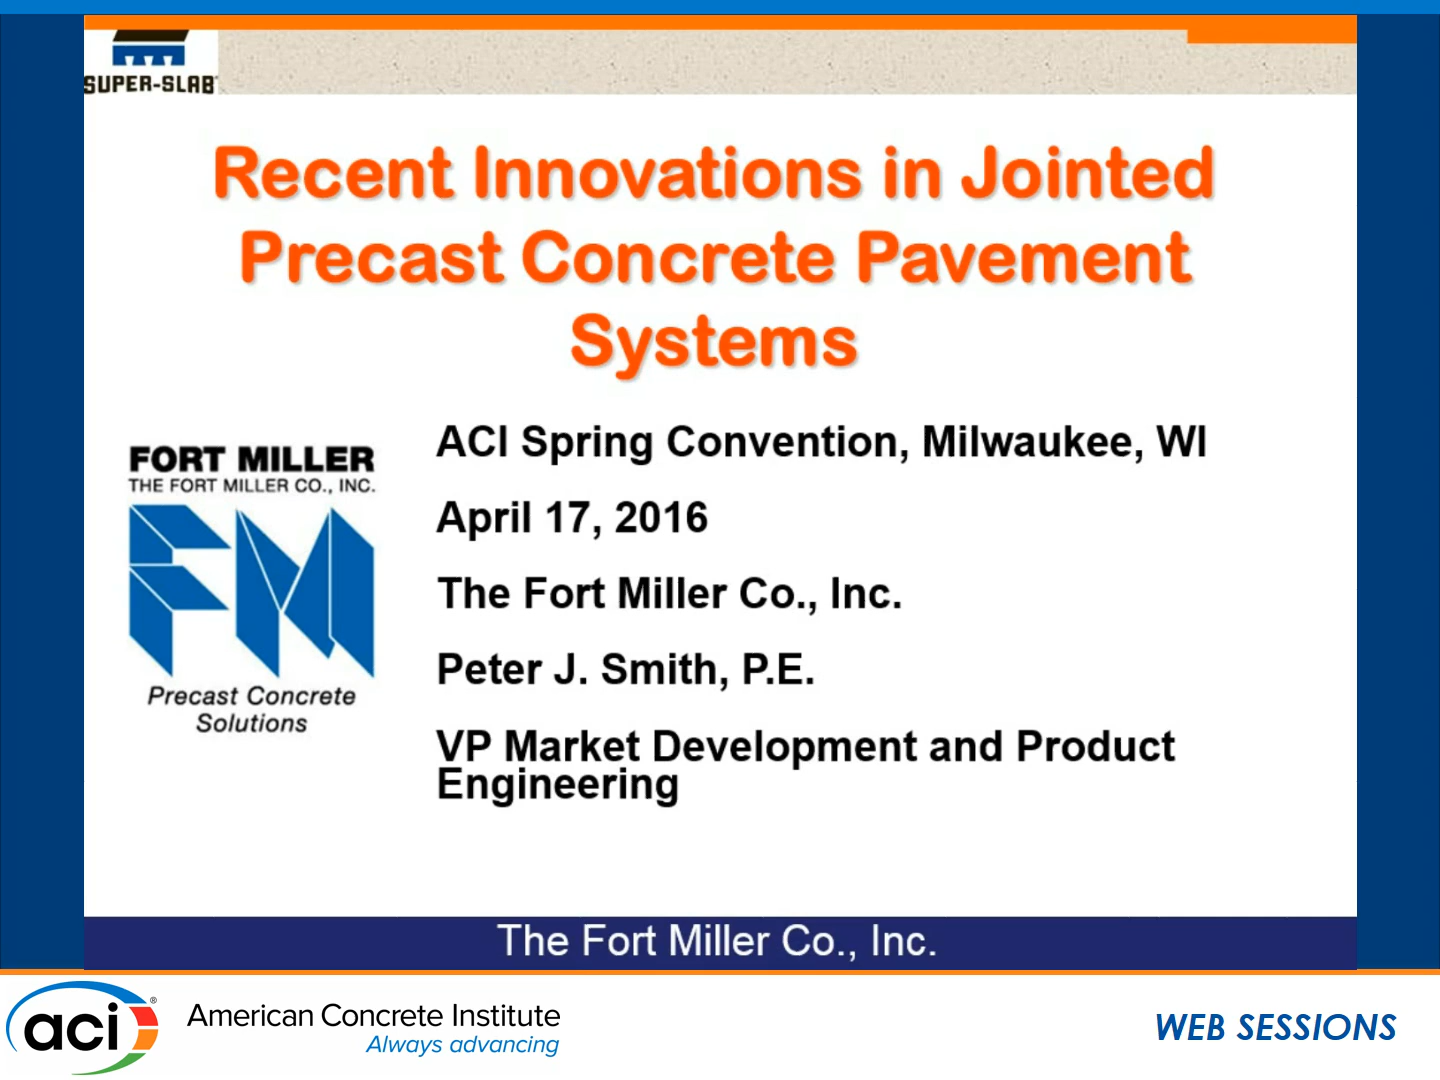 SUPER-SLAB
Recent Innovations in Jointed
Precast Concrete Pavement
Systems
FORT MILLER
THE FORT MILLER CO., INC.
FM
Precast Concrete
Solutions
ACI Spring Convention, Milwaukee, WI
April 17, 2016
The Fort Miller Co., Inc.
Peter J. Smith, P.E.
VP Market Development and Product
Engineering
The Fort Miller Co., Inc.
aci®
American Concrete Institute
Always advancing
WEB SESSIONS